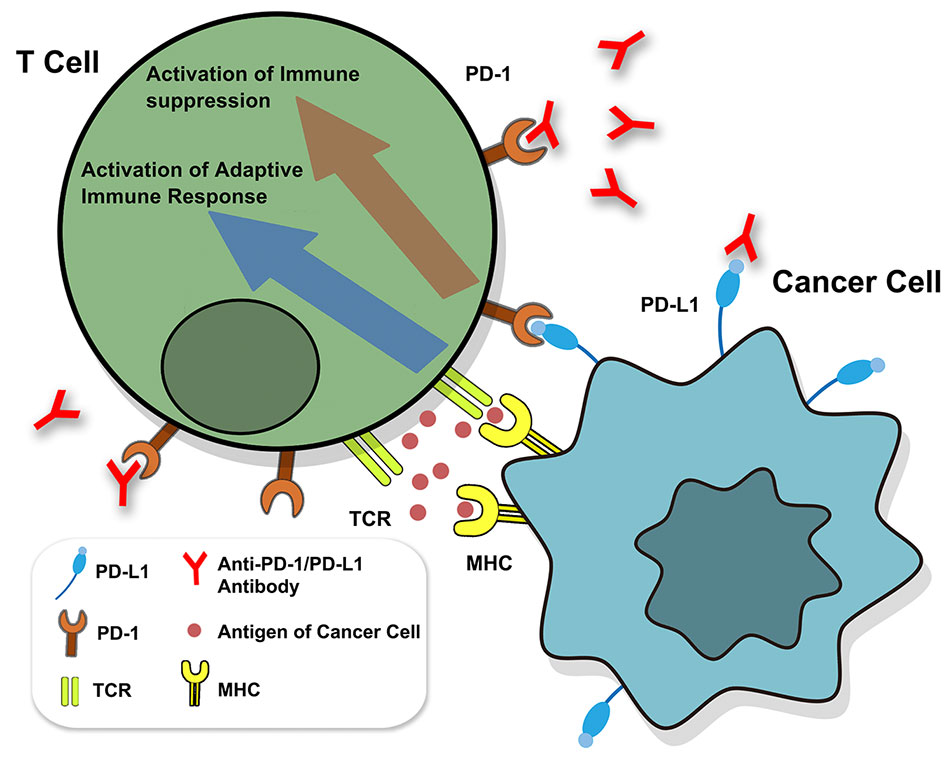 T Cell
Activation of Immune
suppression
PD-1
Activation of Adaptive
Immune Response
Cancer Cell
PD-L1
TCR
MHC
PD-L1
Anti-PD-1/PD-L1
Antibody
PD-1
Antigen of Cancer Cell
TCR
MHC